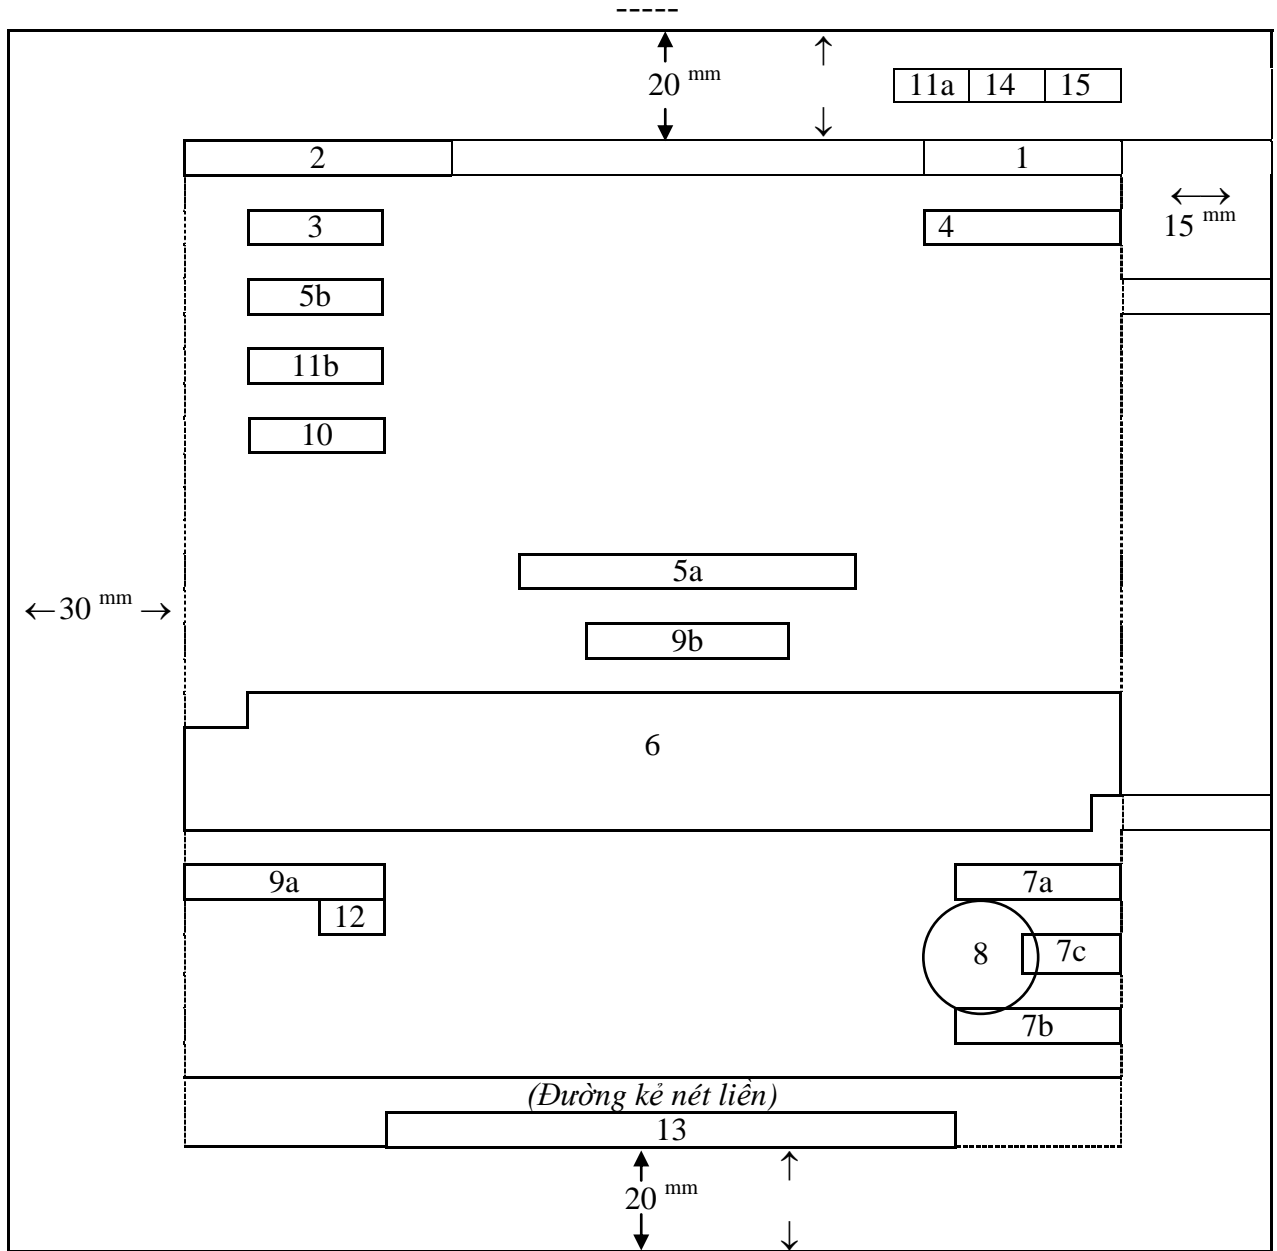 -----
20 mm
11a 14 15
2 1
3 4
15 mm
5b
11b
10
5a
←30 mm →
9b
6
9a 7a
12
8 7c
7b
(Đường kẻ nét liền)
13
20 mm